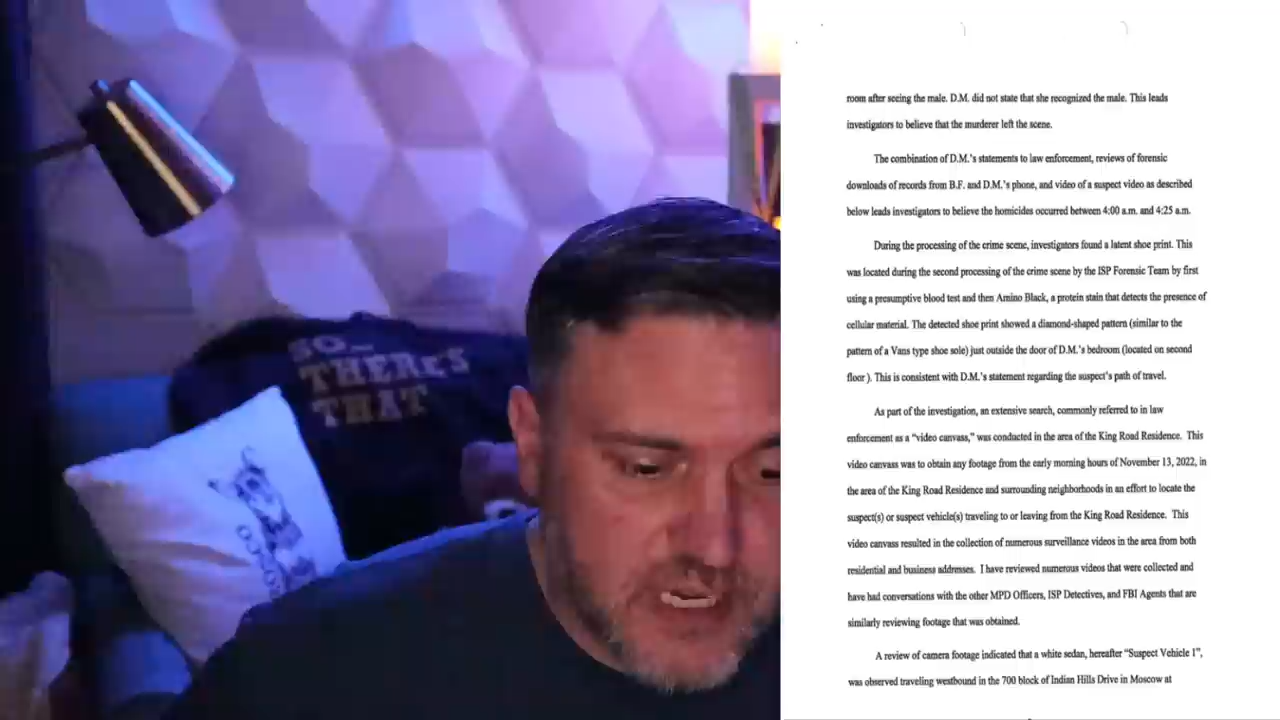 SO...
THERE'S
THAT
room after seeing the male. D.M. did not state that she recognized the male. This leads
investigators to believe that the murderer left the scene.
The combination of D.M.'s statements to law enforcement, reviews of forensic
downloads of records from B.F. and D.M.'s phone, and video of a suspect video as described
below leads investigators to believe the homicides occurred between 4:00 a.m. and 4:25 a.m.
During the processing of the crime scene, investigators found a latent shoe print. This
was located during the second processing of the crime scene by the ISP Forensic Team by first
using a presumptive blood test and then Amino Black, a protein stain that detects the presence of
cellular material. The detected shoe print showed a diamond-shaped pattern (similar to the
pattern of a Vans type shoe sole) just outside the door of D.M.'s bedroom (located on second
floor ). This is consistent with D.M.'s statement regarding the suspect's path of travel.
As part of the investigation, an extensive search, commonly referred to in law
enforcement as a "video canvass," was conducted in the area of the King Road Residence. This
video canvass was to obtain any footage from the early morning hours of November 13, 2022, in
the area of the King Road Residence and surrounding neighborhoods in an effort to locate the
suspect(s) or suspect vehicle(s) traveling to or leaving from the King Road Residence. This
video canvass resulted in the collection of numerous surveillance videos in the area from both
residential and business addresses. I have reviewed numerous videos that were collected and
have had conversations with the other MPD Officers, ISP Detectives, and FBI Agents that are
similarly reviewing footage that was obtained.
A review of camera footage indicated that a white sedan, hereafter "Suspect Vehicle 1",
was observed traveling westbound in the 700 block of Indian Hills Drive in Moscow at